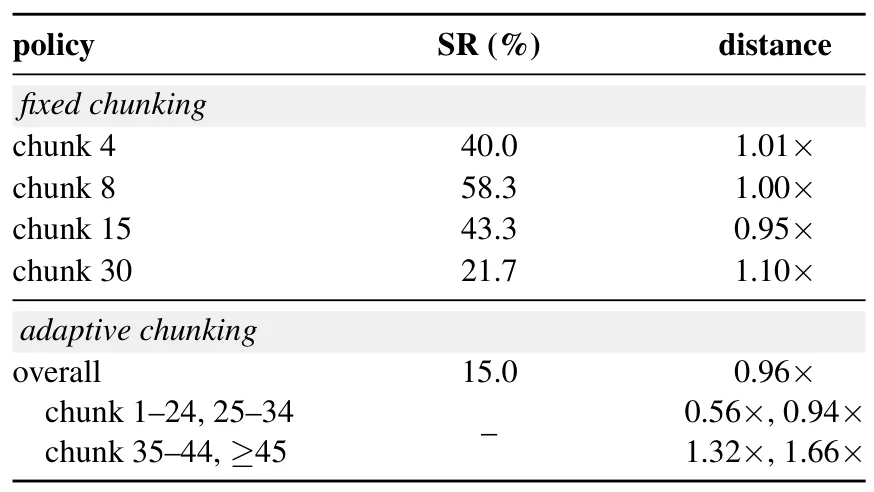 policy SR (%) distance
fixed chunking
chunk 4 40.0 1.01×
chunk 8 58.3 1.00×
chunk 15 43.3 0.95×
chunk 30 21.7 1.10×
adaptive chunking
overall 15.0 0.96×
chunk 1–24, 25–34 0.56×, 0.94×
–
chunk 35–44, ≥45 1.32×, 1.66×